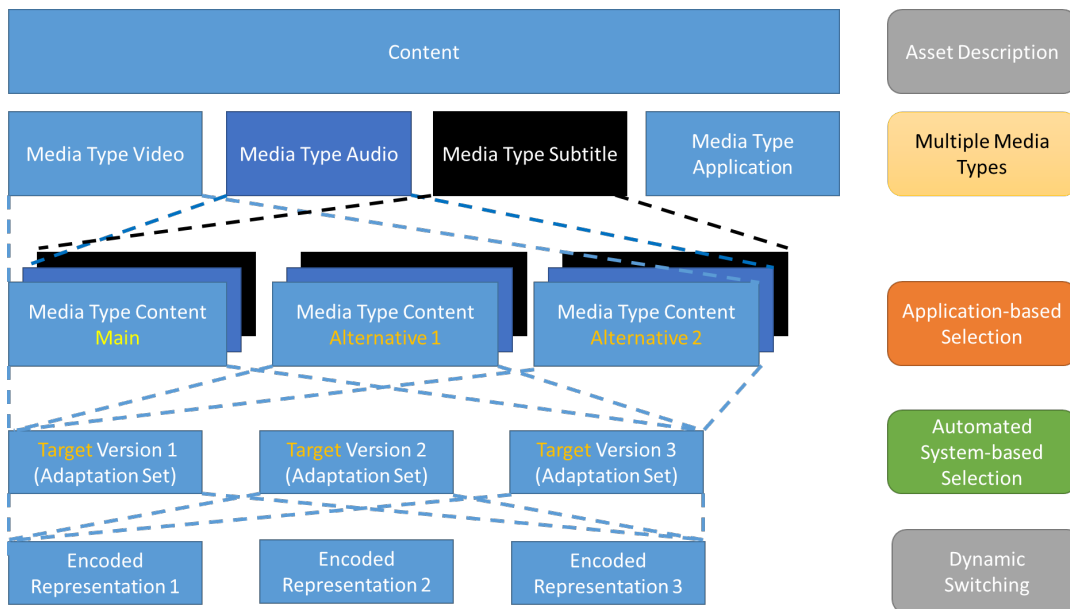 Content
Asset Description
Media Type Video
Media Type Audio
Media Type Subtitle
Media Type
Application
Multiple Media
Types
Media Type Content
Main
Media Type Content
Alternative 1
Media Type Content
Alternative 2
Application-based
Selection
Target Version 1
(Adaptation Set)
Target Version 2
(Adaptation Set)
Target Version 3
(Adaptation Set)
Automated
System-based
Selection
Encoded
Representation 1
Encoded
Representation 2
Encoded
Representation 3
Dynamic
Switching